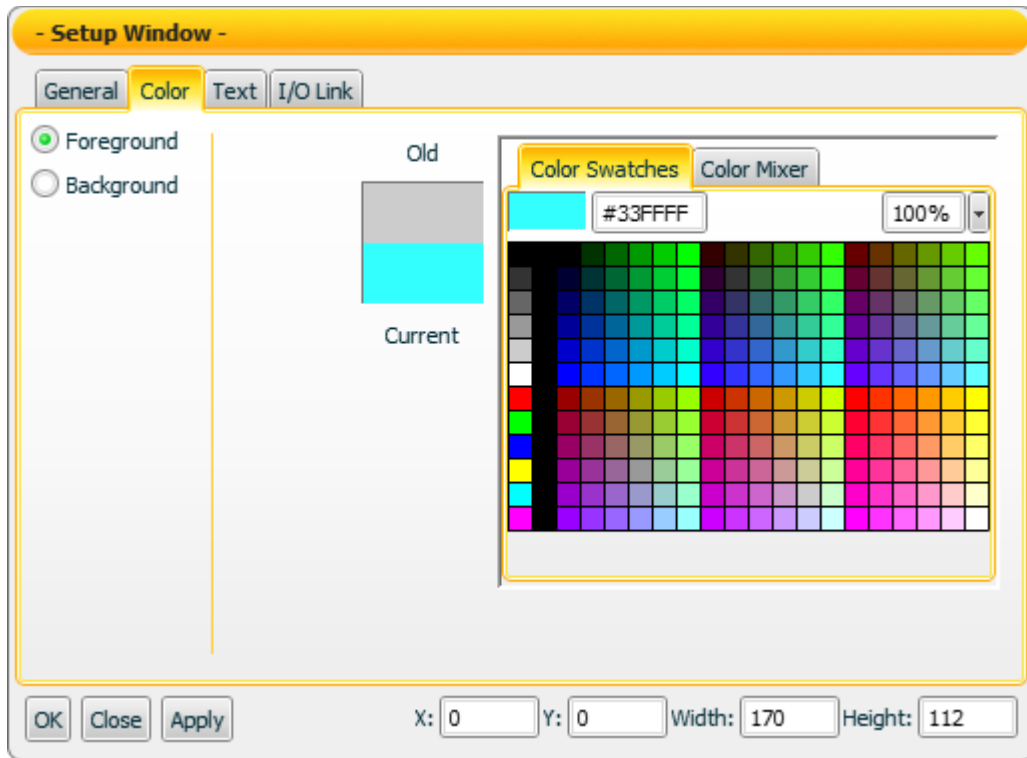 - Setup Window -
General Color Text I/O Link
Foreground
Background
Old
Current
Color Swatches Color Mixer
#33FFFF 100%
OK Close Apply X: 0 Y: 0 Width: 170 Height: 112